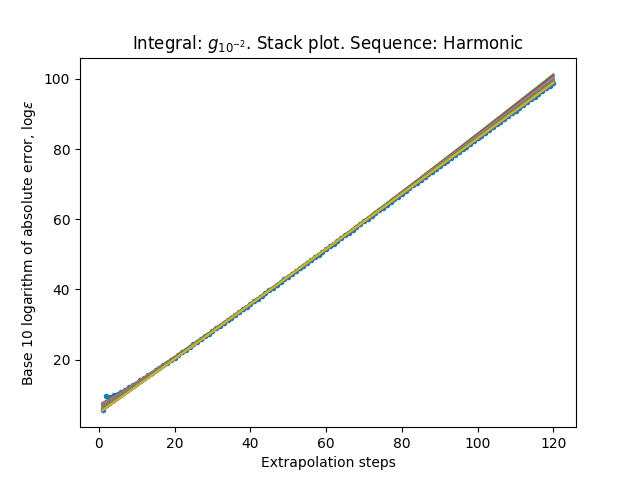 Integral: $g_{10^{-2}}$. Stack plot. Sequence: Harmonic
Base 10 logarithm of absolute error, logε
100
80
60
40
20
0 20 40 60 80 100 120
Extrapolation steps